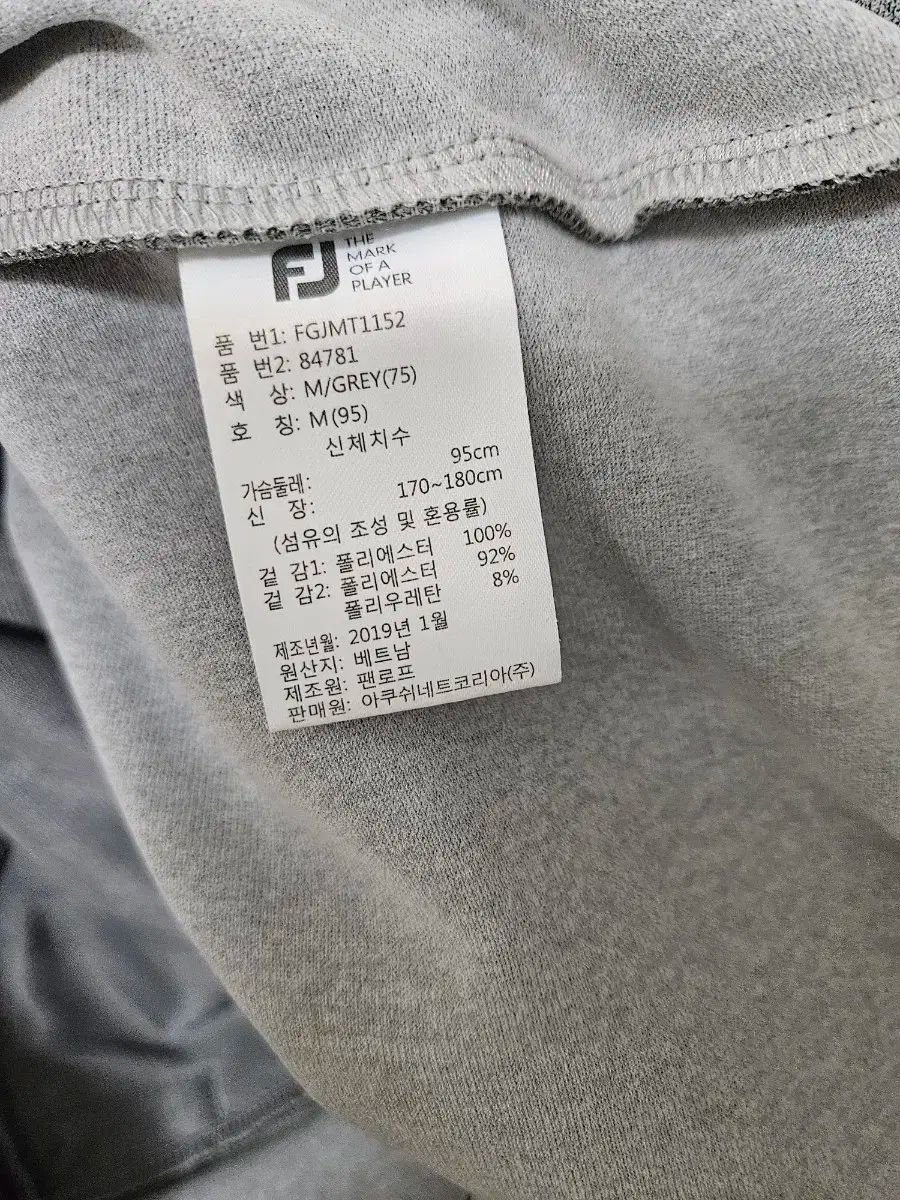 FJ
THE
MARK
OF A
PLAYER
품 번1: FGJMT1152
품 번2: 84781
색 상: M/GREY(75)
호 칭: M(95)
신체치수
가슴둘레: 95cm
신 장: 170~180cm
(섬유의 조성 및 혼용률)
겉 감1: 폴리에스터 100%
겉 감2: 폴리에스터 92%
폴리우레탄 8%
제조년월: 2019년 1월
원산지: 베트남
제조원: 팬로프
판매원: 아쿠쉬네트코리아(주)